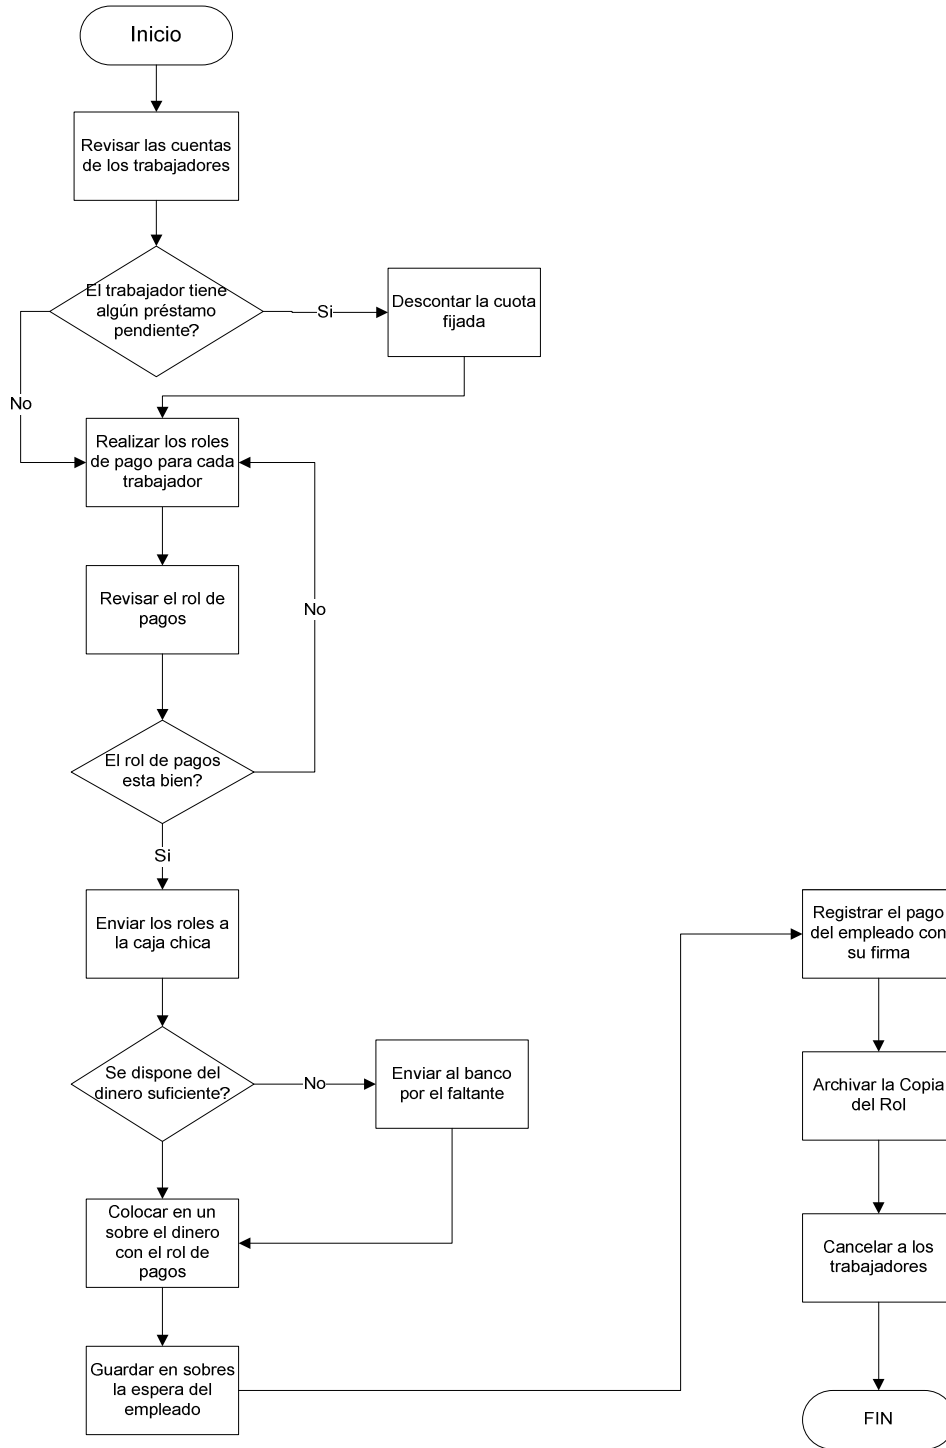 Inicio
Revisar las cuentas
de los trabajadores
El trabajador tiene
algún préstamo
pendiente?
Si
Descontar la cuota
fijada
No
Realizar los roles
de pago para cada
trabajador
Revisar el rol de
pagos
No
El rol de pagos
esta bien?
Si
Enviar los roles a
la caja chica
Se dispone del
dinero suficiente?
No
Enviar al banco
por el faltante
Colocar en un
sobre el dinero
con el rol de
pagos
Guardar en sobres
la espera del
empleado
Registrar el pago
del empleado con
su firma
Archivar la Copia
del Rol
Cancelar a los
trabajadores
FIN